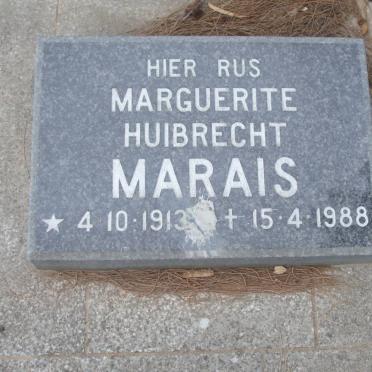 HIER RUS
MARGUERITE
HUIBRECHT
MARAIS
★ 4·10·1913 + 15·4·1988